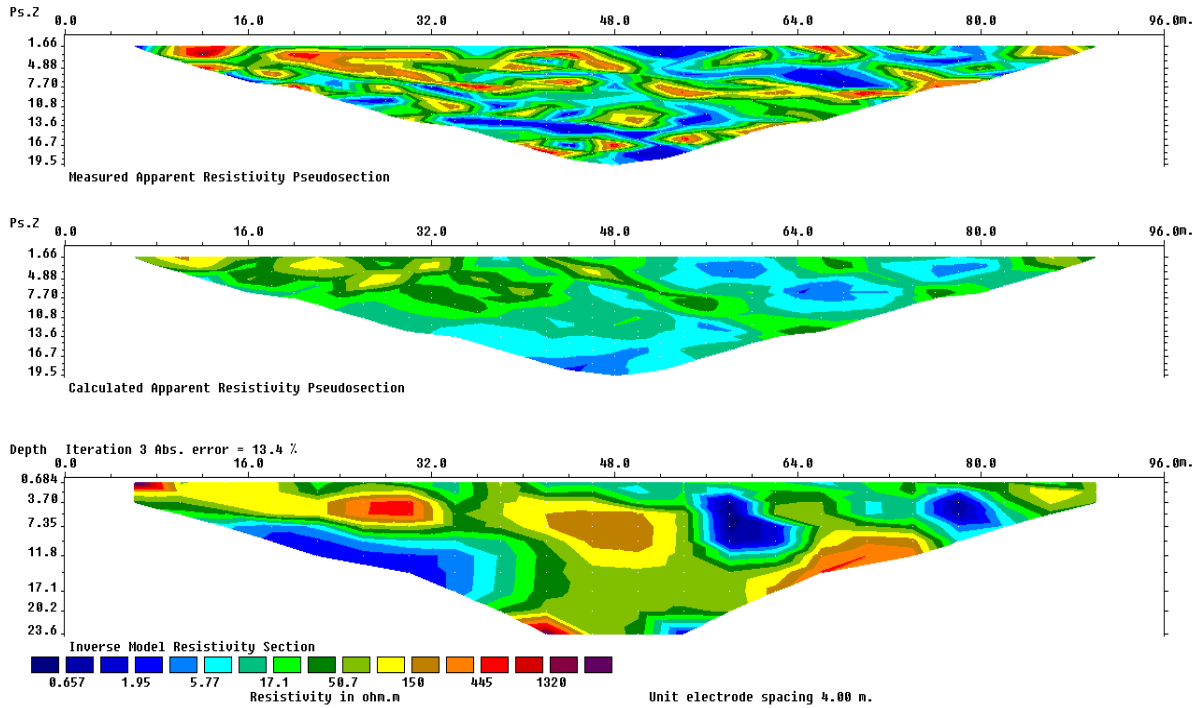 Ps.Z 0.0 16.0 32.0 48.0 64.0 80.0 96.0m.
1.66
4.88
7.70
10.8
13.6
16.7
19.5
Measured Apparent Resistivity Pseudosection
Ps.Z 0.0 16.0 32.0 48.0 64.0 80.0 96.0m.
1.66
4.88
7.70
10.8
13.6
16.7
19.5
Calculated Apparent Resistivity Pseudosection
Depth Iteration 3 Abs. error = 13.4 %
0.0 16.0 32.0 48.0 64.0 80.0 96.0m.
0.684
3.70
7.35
11.8
17.1
20.2
23.6
Inverse Model Resistivity Section
0.657 1.95 5.77 17.1 50.7 150 445 1320
Resistivity in ohm.m Unit electrode spacing 4.00 m.